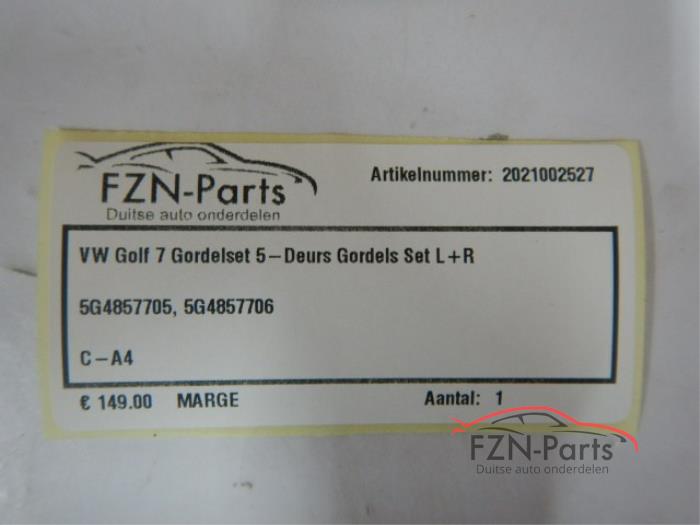 FZN-Parts
Duitse auto onderdelen
Artikelnummer: 2021002527
VW Golf 7 Gordelset 5-Deurs Gordels Set L+R
5G4857705, 5G4857706
C-A4
€ 149.00 MARGE Aantal: 1
FZN-Parts
Duitse auto onderdelen